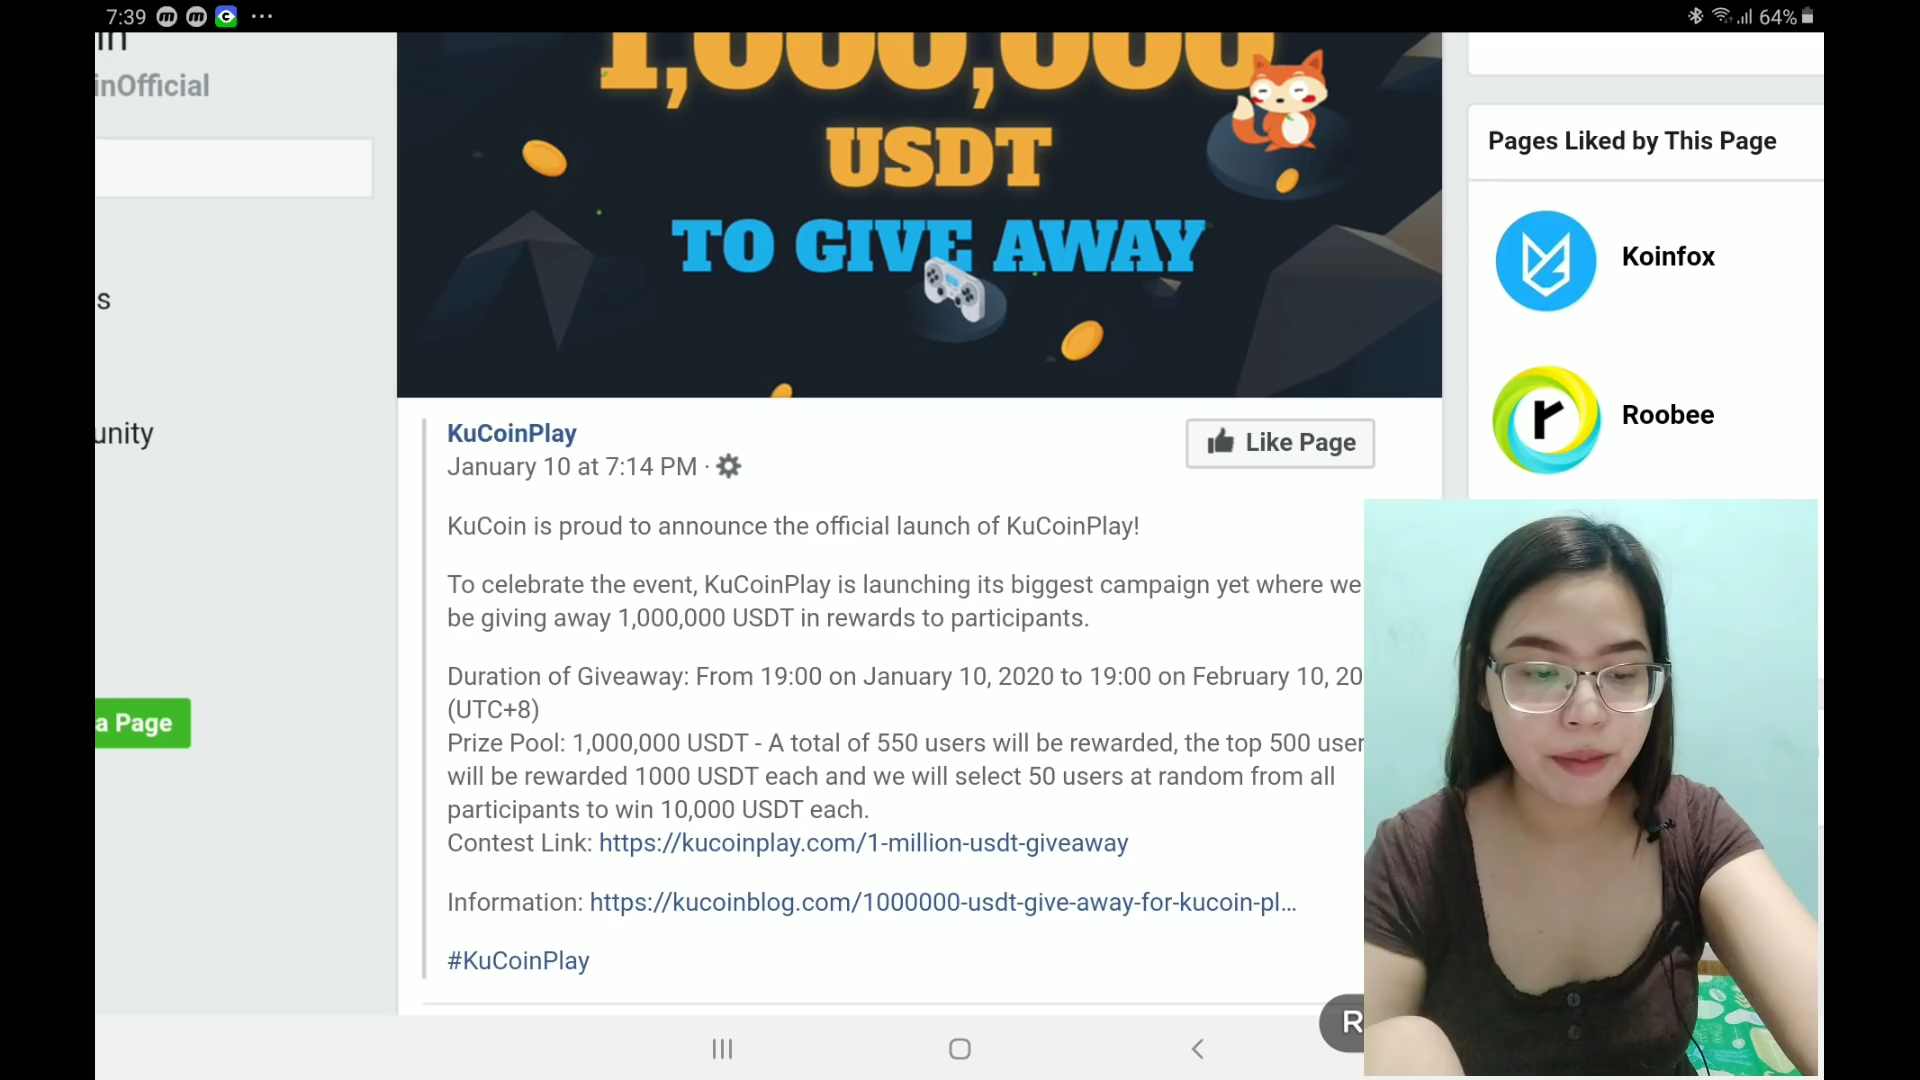 7:39
64%
in
inOfficial
1,000,000
USDT
TO GIVE AWAY
Pages Liked by This Page
Koinfox
Roobee
s
unity
a Page
KuCoinPlay
Like Page
January 10 at 7:14 PM ·
KuCoin is proud to announce the official launch of KuCoinPlay!
To celebrate the event, KuCoinPlay is launching its biggest campaign yet where we
be giving away 1,000,000 USDT in rewards to participants.
Duration of Giveaway: From 19:00 on January 10, 2020 to 19:00 on February 10, 20
(UTC+8)
Prize Pool: 1,000,000 USDT - A total of 550 users will be rewarded, the top 500 user
will be rewarded 1000 USDT each and we will select 50 users at random from all
participants to win 10,000 USDT each.
Contest Link: https://kucoinplay.com/1-million-usdt-giveaway
Information: https://kucoinblog.com/1000000-usdt-give-away-for-kucoin-pl...
#KuCoinPlay
R